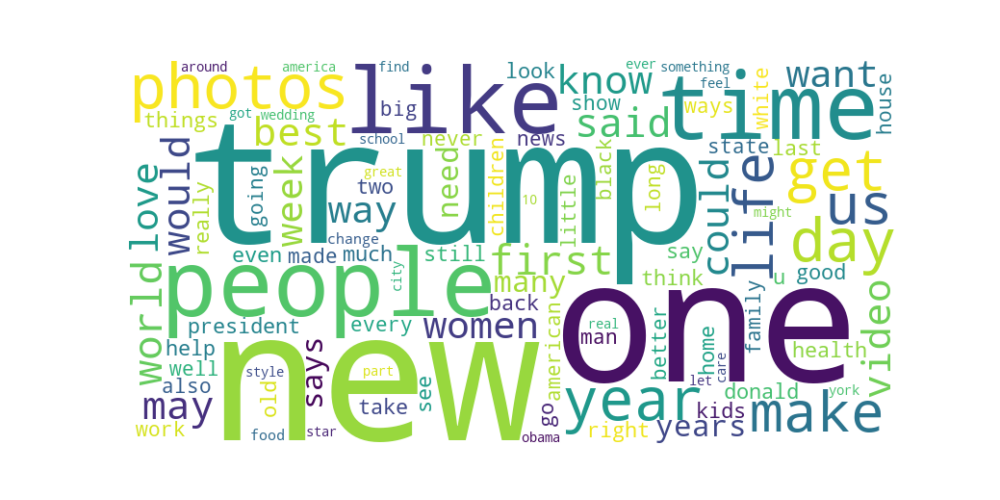 around america find ever something
photos like look know time want
things got wedding big show said ways white house
best school never news state last
trump
love would really going week great two need children 10 little black long could life get us
way change might
even made much still first say day
world people city many think u good
president every back women american man real better home family health video
help new one
well style part see let care
also says old take go year donald york
may kids make
work food star obama right years
feel